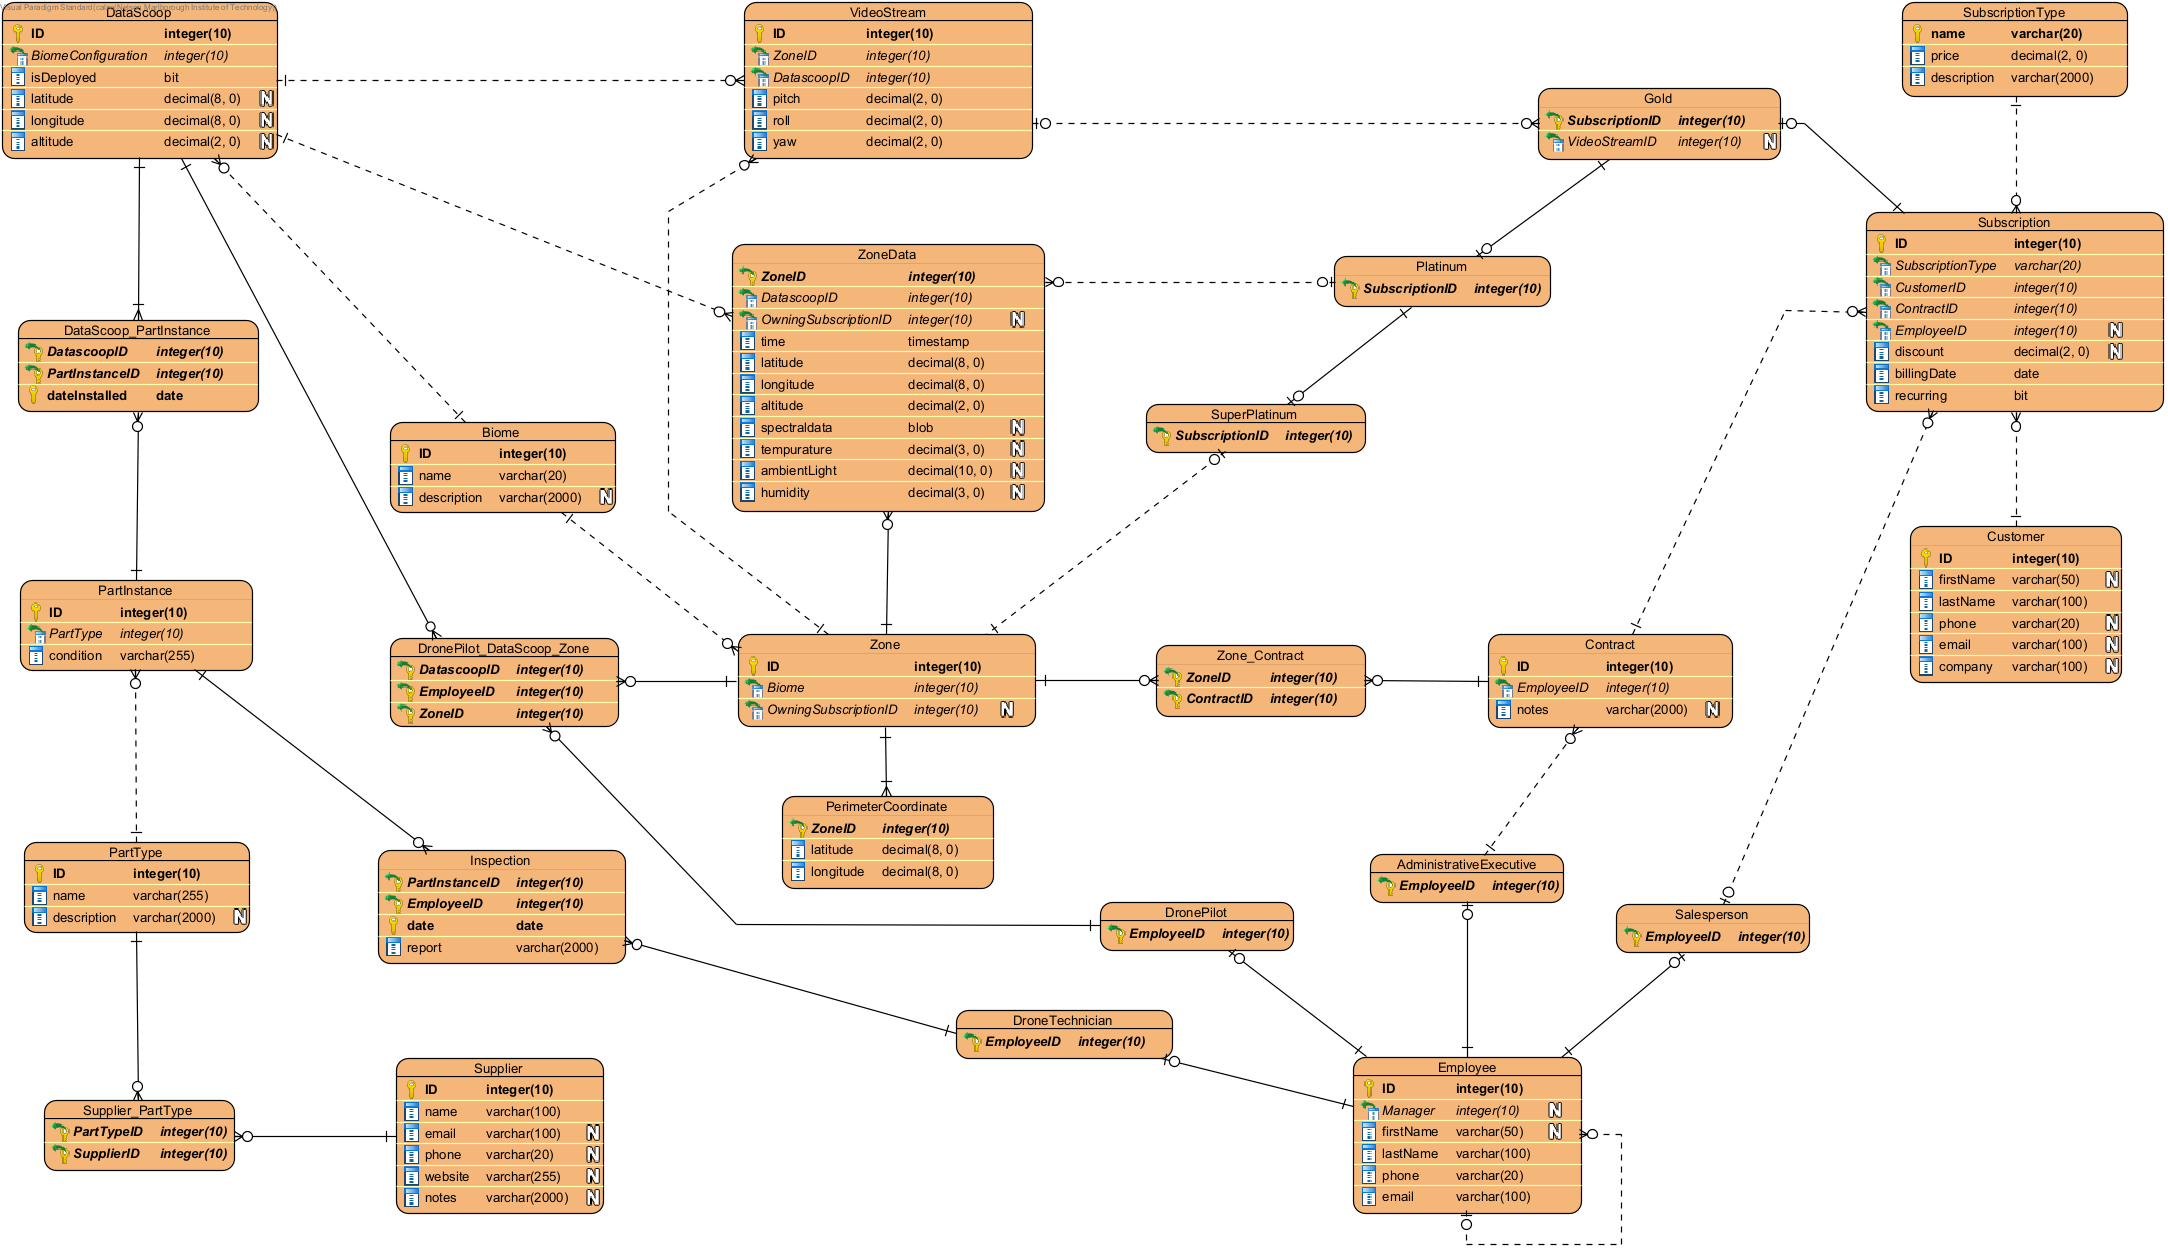 Visual Paradigm Standard(caleb(Nelson Marlborough Institute of Technology))
DataScoop
ID integer(10)
BiomeConfiguration integer(10)
isDeployed bit
latitude decimal(8, 0) N
longitude decimal(8, 0) N
altitude decimal(2, 0) N
VideoStream
ID integer(10)
ZoneID integer(10)
DatascoopID integer(10)
pitch decimal(2, 0)
roll decimal(2, 0)
yaw decimal(2, 0)
SubscriptionType
name varchar(20)
price decimal(2, 0)
description varchar(2000)
Gold
SubscriptionID integer(10)
VideoStreamID integer(10) N
Subscription
ID integer(10)
SubscriptionType varchar(20)
CustomerID integer(10)
ContractID integer(10)
EmployeeID integer(10) N
discount decimal(2, 0) N
billingDate date
recurring bit
ZoneData
ZoneID integer(10)
DatascoopID integer(10)
OwningSubscriptionID integer(10) N
time timestamp
latitude decimal(8, 0)
longitude decimal(8, 0)
altitude decimal(2, 0)
spectraldata blob N
tempurature decimal(3, 0) N
ambientLight decimal(10, 0) N
humidity decimal(3, 0) N
Platinum
SubscriptionID integer(10)
DataScoop_PartInstance
DatascoopID integer(10)
PartInstanceID integer(10)
dateInstalled date
SuperPlatinum
SubscriptionID integer(10)
Biome
ID integer(10)
name varchar(20)
description varchar(2000) N
Customer
ID integer(10)
firstName varchar(50) N
lastName varchar(100)
phone varchar(20) N
email varchar(100) N
company varchar(100) N
PartInstance
ID integer(10)
PartType integer(10)
condition varchar(255)
DronePilot_DataScoop_Zone
DatascoopID integer(10)
EmployeeID integer(10)
ZoneID integer(10)
Zone
ID integer(10)
Biome integer(10)
OwningSubscriptionID integer(10) N
Zone_Contract
ZoneID integer(10)
ContractID integer(10)
Contract
ID integer(10)
EmployeeID integer(10)
notes varchar(2000) N
PerimeterCoordinate
ZoneID integer(10)
latitude decimal(8, 0)
longitude decimal(8, 0)
PartType
ID integer(10)
name varchar(255)
description varchar(2000) N
Inspection
PartInstanceID integer(10)
EmployeeID integer(10)
date date
report varchar(2000)
AdministrativeExecutive
EmployeeID integer(10)
DronePilot
EmployeeID integer(10)
Salesperson
EmployeeID integer(10)
DroneTechnician
EmployeeID integer(10)
Supplier
ID integer(10)
name varchar(100)
email varchar(100) N
phone varchar(20) N
website varchar(255) N
notes varchar(2000) N
Employee
ID integer(10)
Manager integer(10) N
firstName varchar(50) N
lastName varchar(100)
phone varchar(20)
email varchar(100)
Supplier_PartType
PartTypeID integer(10)
SupplierID integer(10)